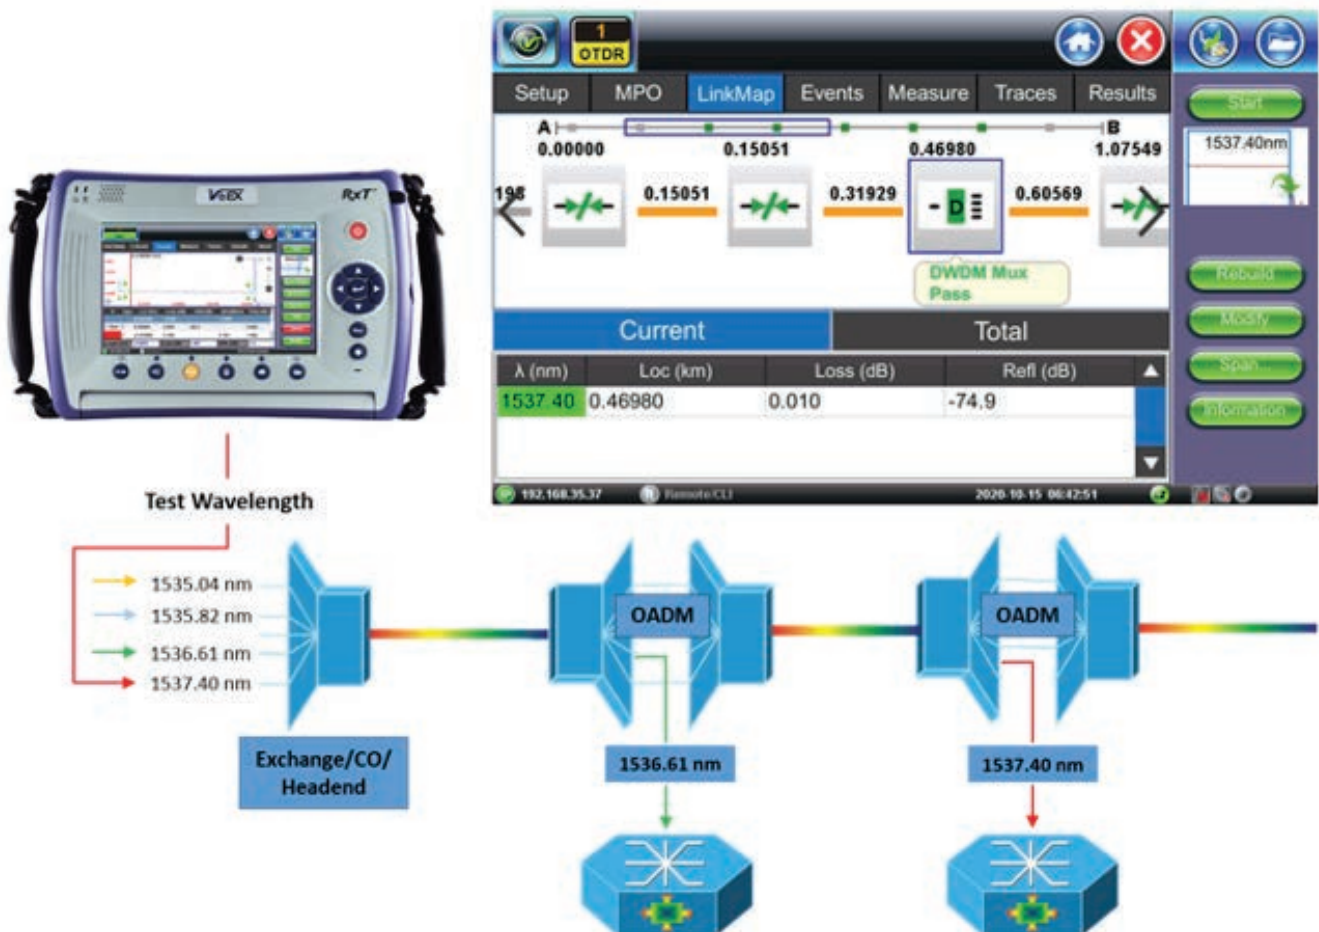 1
OTDR
Setup MPO LinkMap Events Measure Traces Results
Start
A B
0.00000 0.15051 0.46980 1.07549
1537.40nm
198 0.15051 0.31929 D 0.60569
DWDM Mux
Pass
Rebuild
Modify
Span...
Information
Current Total
λ (nm) Loc (km) Loss (dB) Refl (dB)
1537.40 0.46980 0.010 -74.9
192.168.35.37 Remote/CLI 2020-10-15 06:42:51
VeEX RxT
Test Wavelength
1535.04 nm
1535.82 nm
1536.61 nm
1537.40 nm
OADM
OADM
Exchange/CO/
Headend
1536.61 nm
1537.40 nm